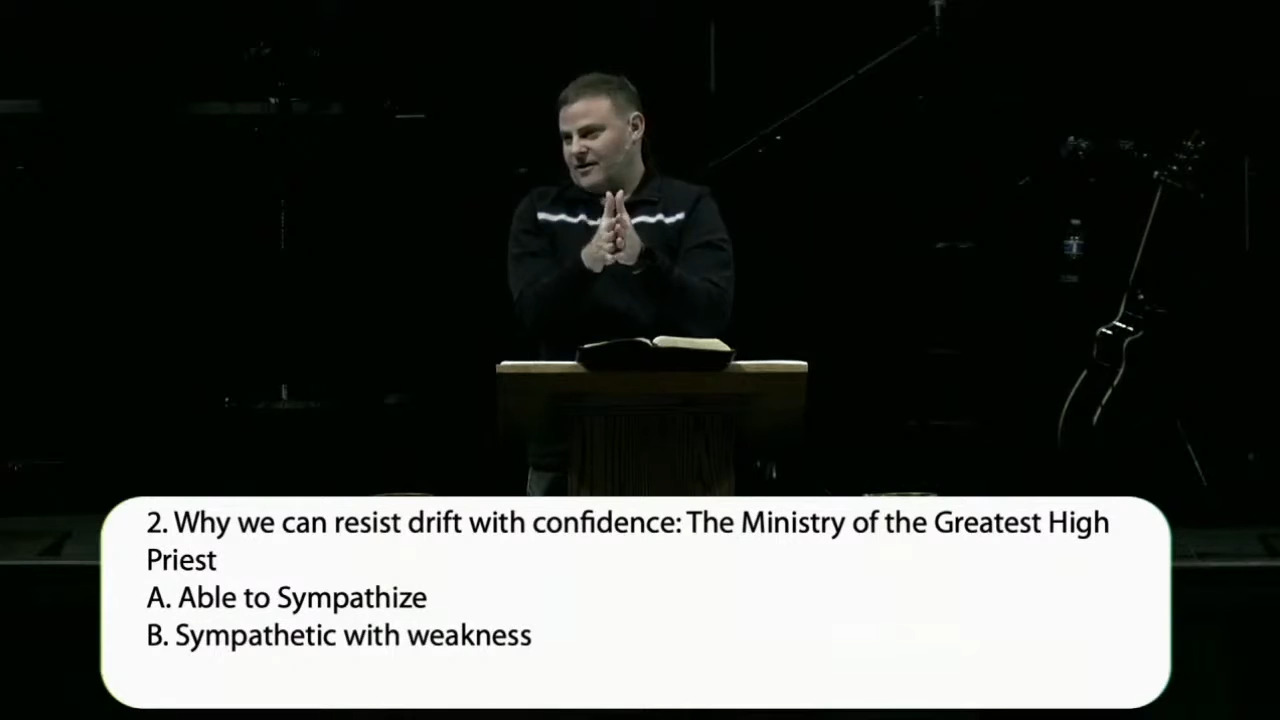 2. Why we can resist drift with confidence: The Ministry of the Greatest High
Priest
A. Able to Sympathize
B. Sympathetic with weakness